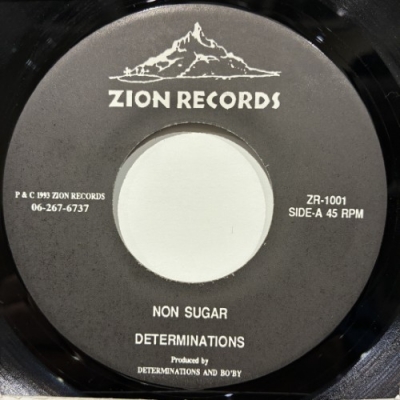 ZION RECORDS
P & C 1993 ZION RECORDS
06-267-6737
ZR-1001
SIDE-A 45 RPM
NON SUGAR
DETERMINATIONS
Produced by
DETERMINATIONS AND BO'BY